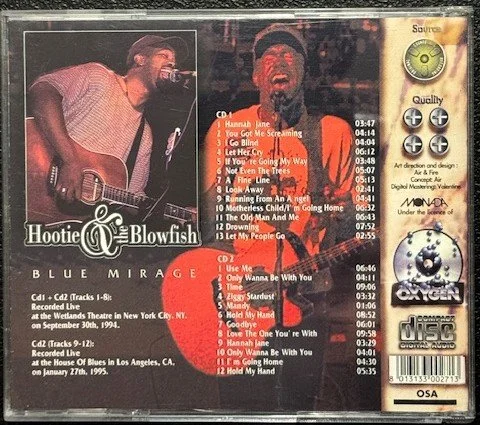 Hootie & the Blowfish
BLUE MIRAGE
Cd1 + Cd2 (Tracks 1-8):
Recorded Live
at the Wetlands Theatre in New York City. NY.
on September 30th, 1994.
Cd2 (Tracks 9-12):
Recorded Live
at the House Of Blues in Los Angeles, CA.
on January 27th, 1995.
CD 1
1 Hannah Jane 03:47
2 You Got Me Screaming 04:14
3 I Go Blind 04:04
4 Let Her Cry 06:12
5 If You're Going My Way 03:48
6 Not Even The Trees 05:07
7 A Fine Line 05:13
8 Look Away 02:41
9 Running From An Angel 04:43
10 Motherless Child/I'm Going Home 03:32
11 The Old Man And Me 06:43
12 Drowning 07:52
13 Let My People Go 02:55
CD 2
1 Use Me 06:46
2 Only Wanna Be With You 04:11
3 Time 09:06
4 Ziggy Stardust 04:32
5 Mandy 01:06
6 Hold My Hand 08:52
7 Goodbye 06:01
8 Love The One You're With 05:58
9 Hannah Jane 03:29
10 Only Wanna Be With You 04:01
11 I'm Going Home 04:30
12 Hold My Hand 05:35
Source
Quality
Art direction and design:
Air & Fire
Concept: Air
Digital Mastering: Valentine
MONADA
Under the licence of
OXYGEN
COMPACT
disc
DIGITAL AUDIO
8 013133 002713
OSA